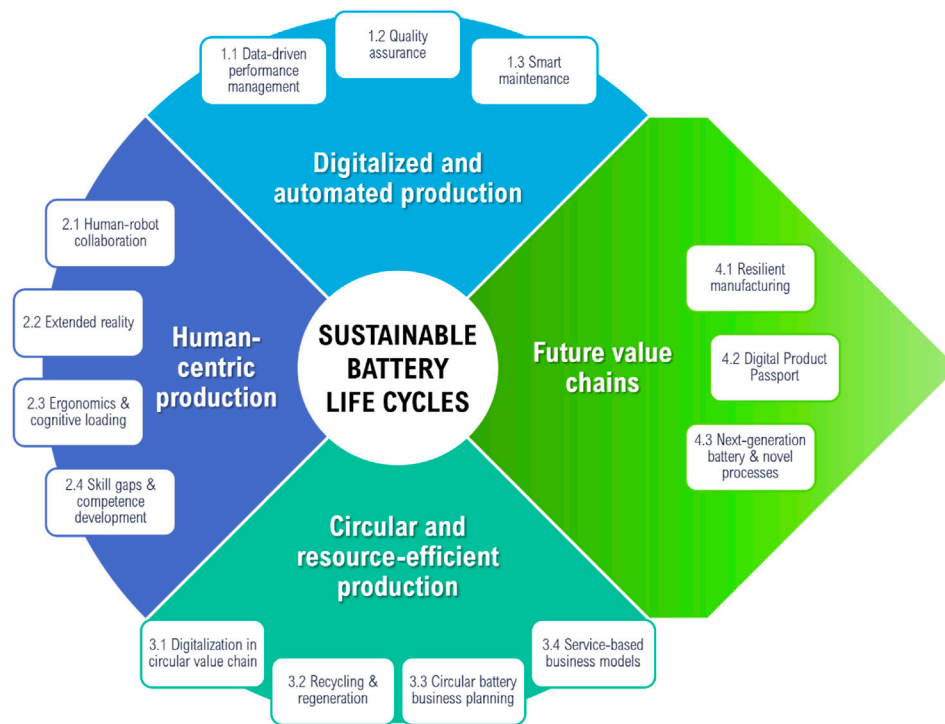 1.1 Data-driven
performance
management
1.2 Quality
assurance
1.3 Smart
maintenance
Digitalized and
automated production
2.1 Human-robot
collaboration
2.2 Extended reality
2.3 Ergonomics &
cognitive loading
2.4 Skill gaps &
competence
development
Human-
centric
production
SUSTAINABLE
BATTERY
LIFE CYCLES
Future value
chains
4.1 Resilient
manufacturing
4.2 Digital Product
Passport
4.3 Next-generation
battery & novel
processes
Circular and
resource-efficient
production
3.1 Digitalization in
circular value chain
3.2 Recycling &
regeneration
3.3 Circular battery
business planning
3.4 Service-based
business models